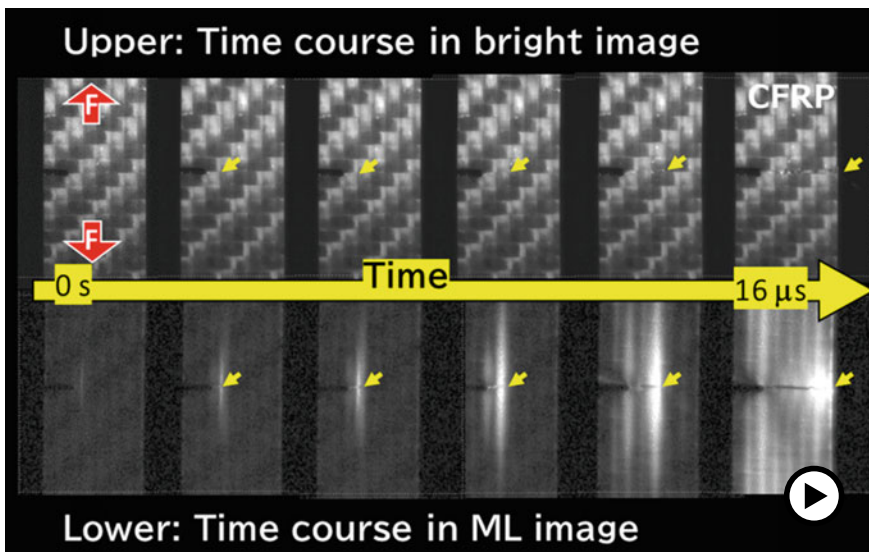 Upper: Time course in bright image
F
CFRP
F
0 s
Time
16 μs
Lower: Time course in ML image